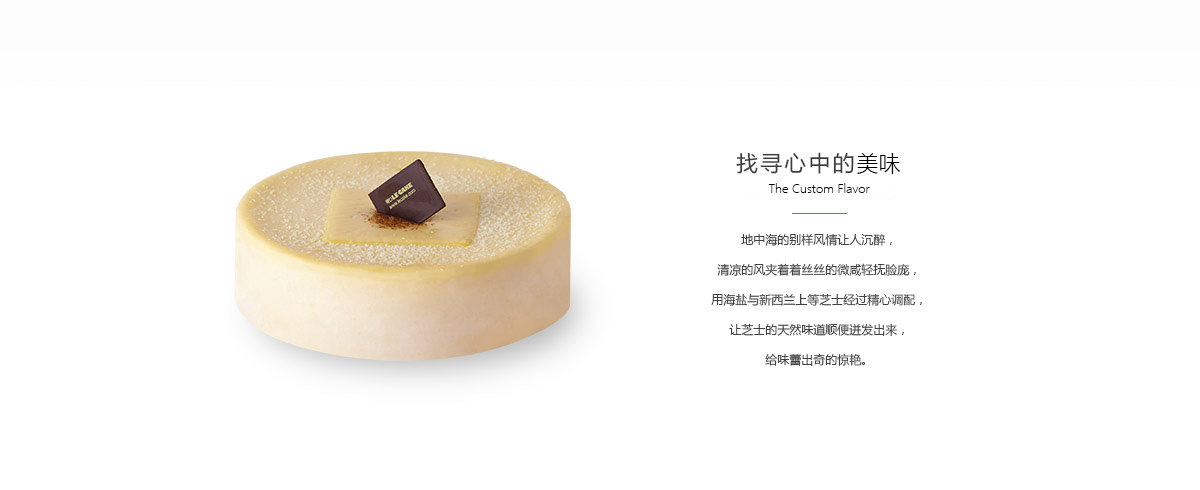 找寻心中的美味
The Custom Flavor
地中海的别样风情让人沉醉，
清凉的风夹着着丝丝的微咸轻抚脸庞，
用海盐与新西兰上等芝士经过精心调配，
让芝士的天然味道顺便迸发出来，
给味蕾出奇的惊艳。
CAKE